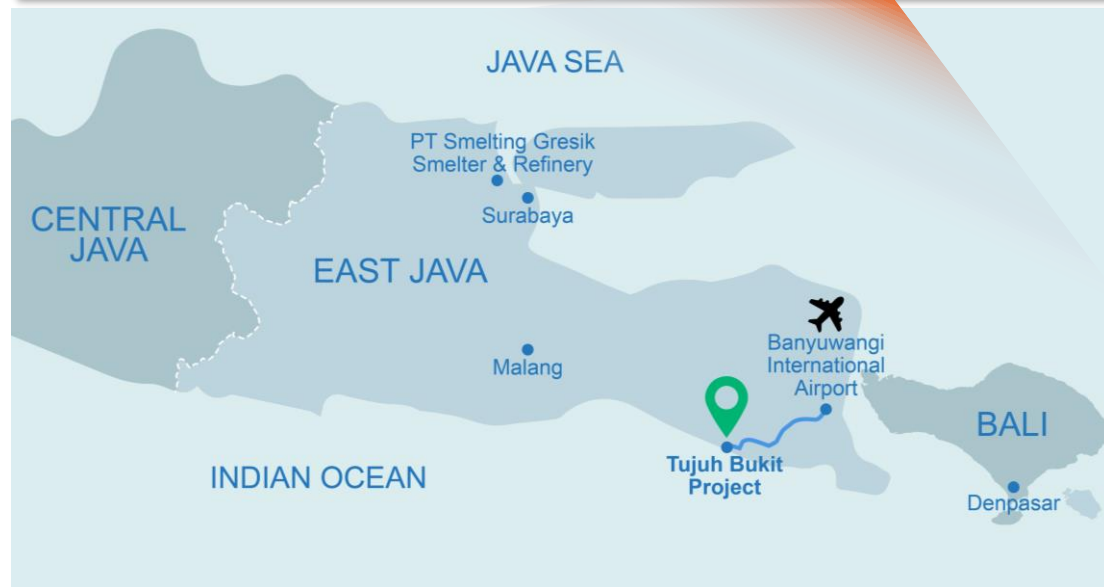 JAVA SEA
PT Smelting Gresik
Smelter & Refinery
Surabaya
CENTRAL
JAVA
EAST JAVA
Malang
Banyuwangi
International
Airport
BALI
Tujuh Bukit
Project
INDIAN OCEAN
Denpasar